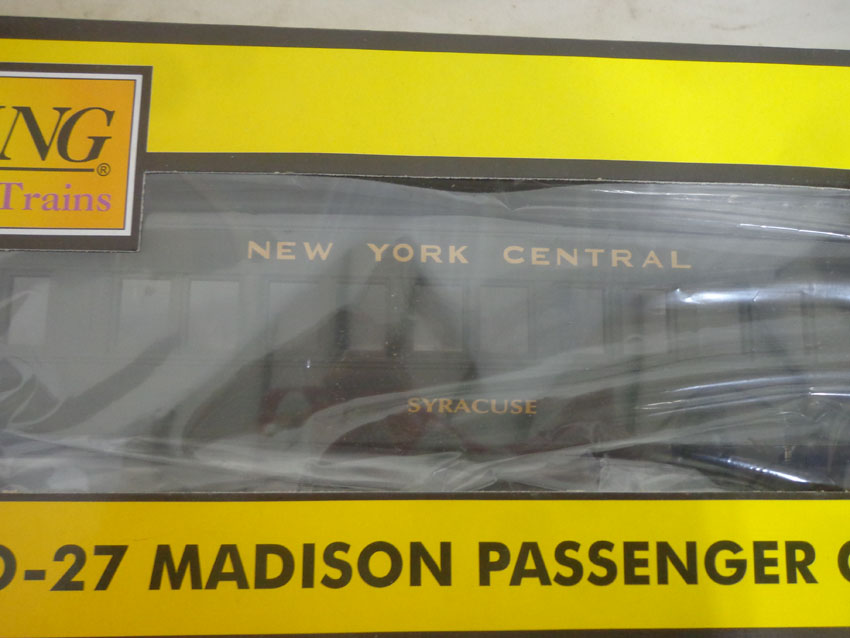 NG®
Trains
NEW YORK CENTRAL
SYRACUSE
-27 MADISON PASSENGER